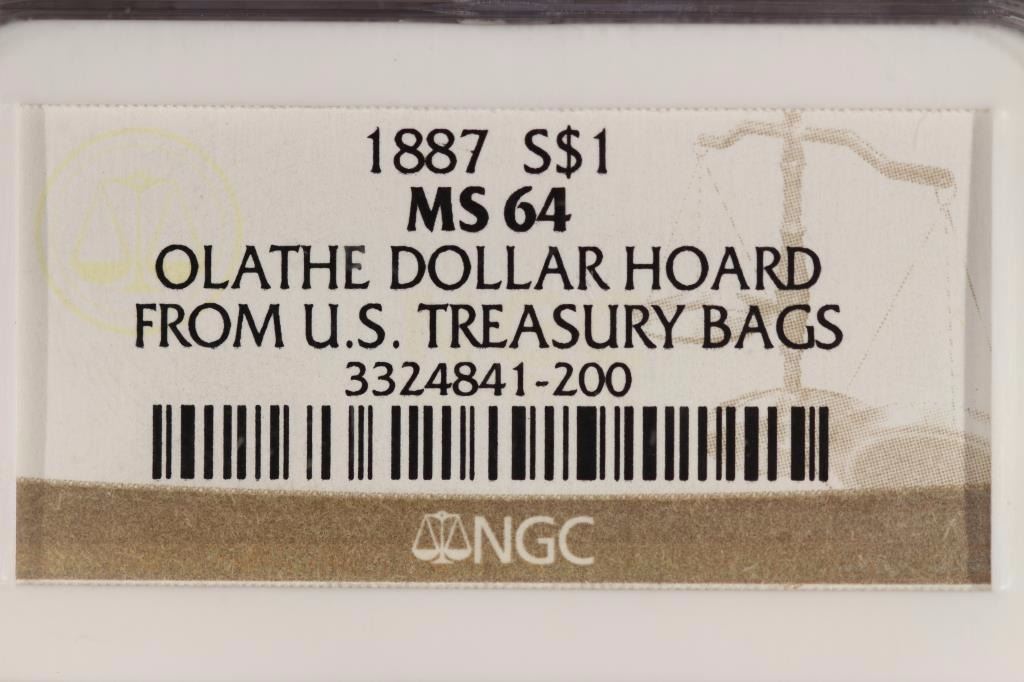 1887 S$1
MS 64
OLATHE DOLLAR HOARD
FROM U.S. TREASURY BAGS
3324841-200
NGC